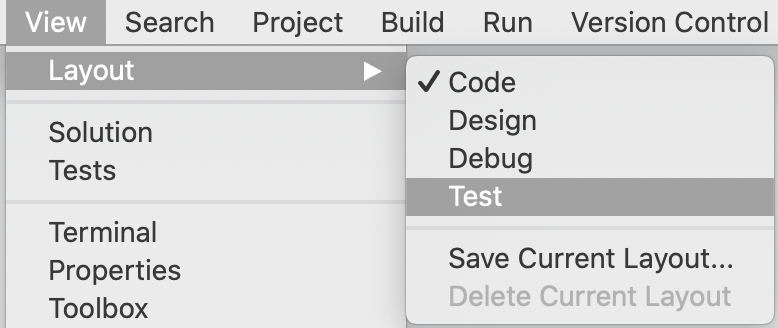 View Search Project Build Run Version Control
Layout
Solution
Tests
Terminal
Properties
Toolbox
Code
Design
Debug
Test
Save Current Layout...
Delete Current Layout